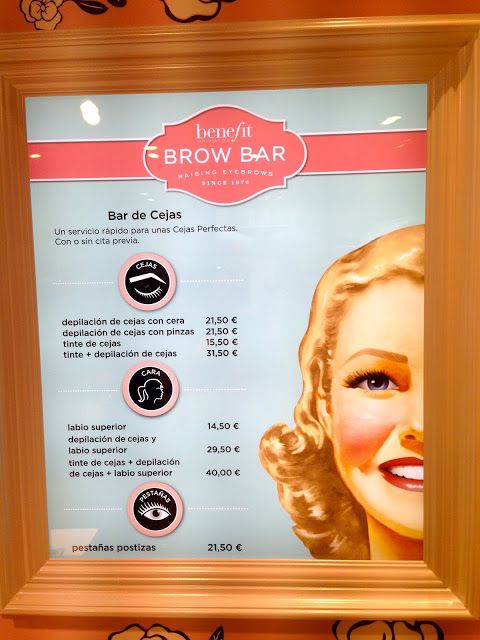 benefit
BROW BAR
RAISING EYEBROWS
SINCE 1976
Bar de Cejas
Un servicio rápido para unas Cejas Perfectas.
Con o sin cita previa.
CEJAS
depilación de cejas con cera 21,50 €
depilación de cejas con pinzas 21,50 €
tinte de cejas 15,50 €
tinte + depilación de cejas 31,50 €
CARA
labio superior 14,50 €
depilación de cejas y
labio superior 29,50 €
tinte de cejas + depilación
de cejas + labio superior 40,00 €
PESTAÑAS
pestañas postizas 21,50 €